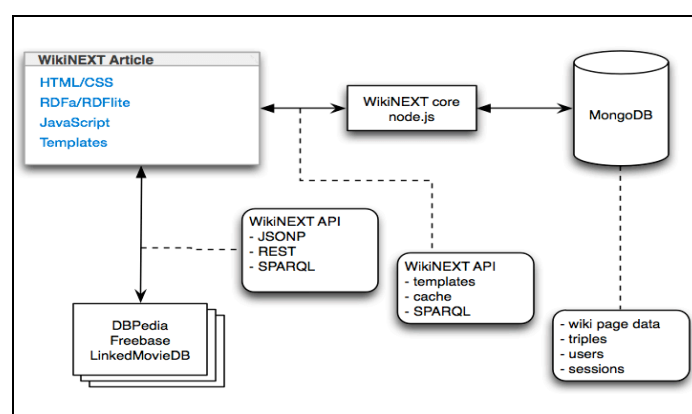 WikiNEXT Article
HTML/CSS
RDFa/RDFlite
JavaScript
Templates
WikiNEXT core
node.js
MongoDB
WikiNEXT API
- JSONP
- REST
- SPARQL
WikiNEXT API
- templates
- cache
- SPARQL
DBPedia
Freebase
LinkedMovieDB
- wiki page data
- triples
- users
- sessions